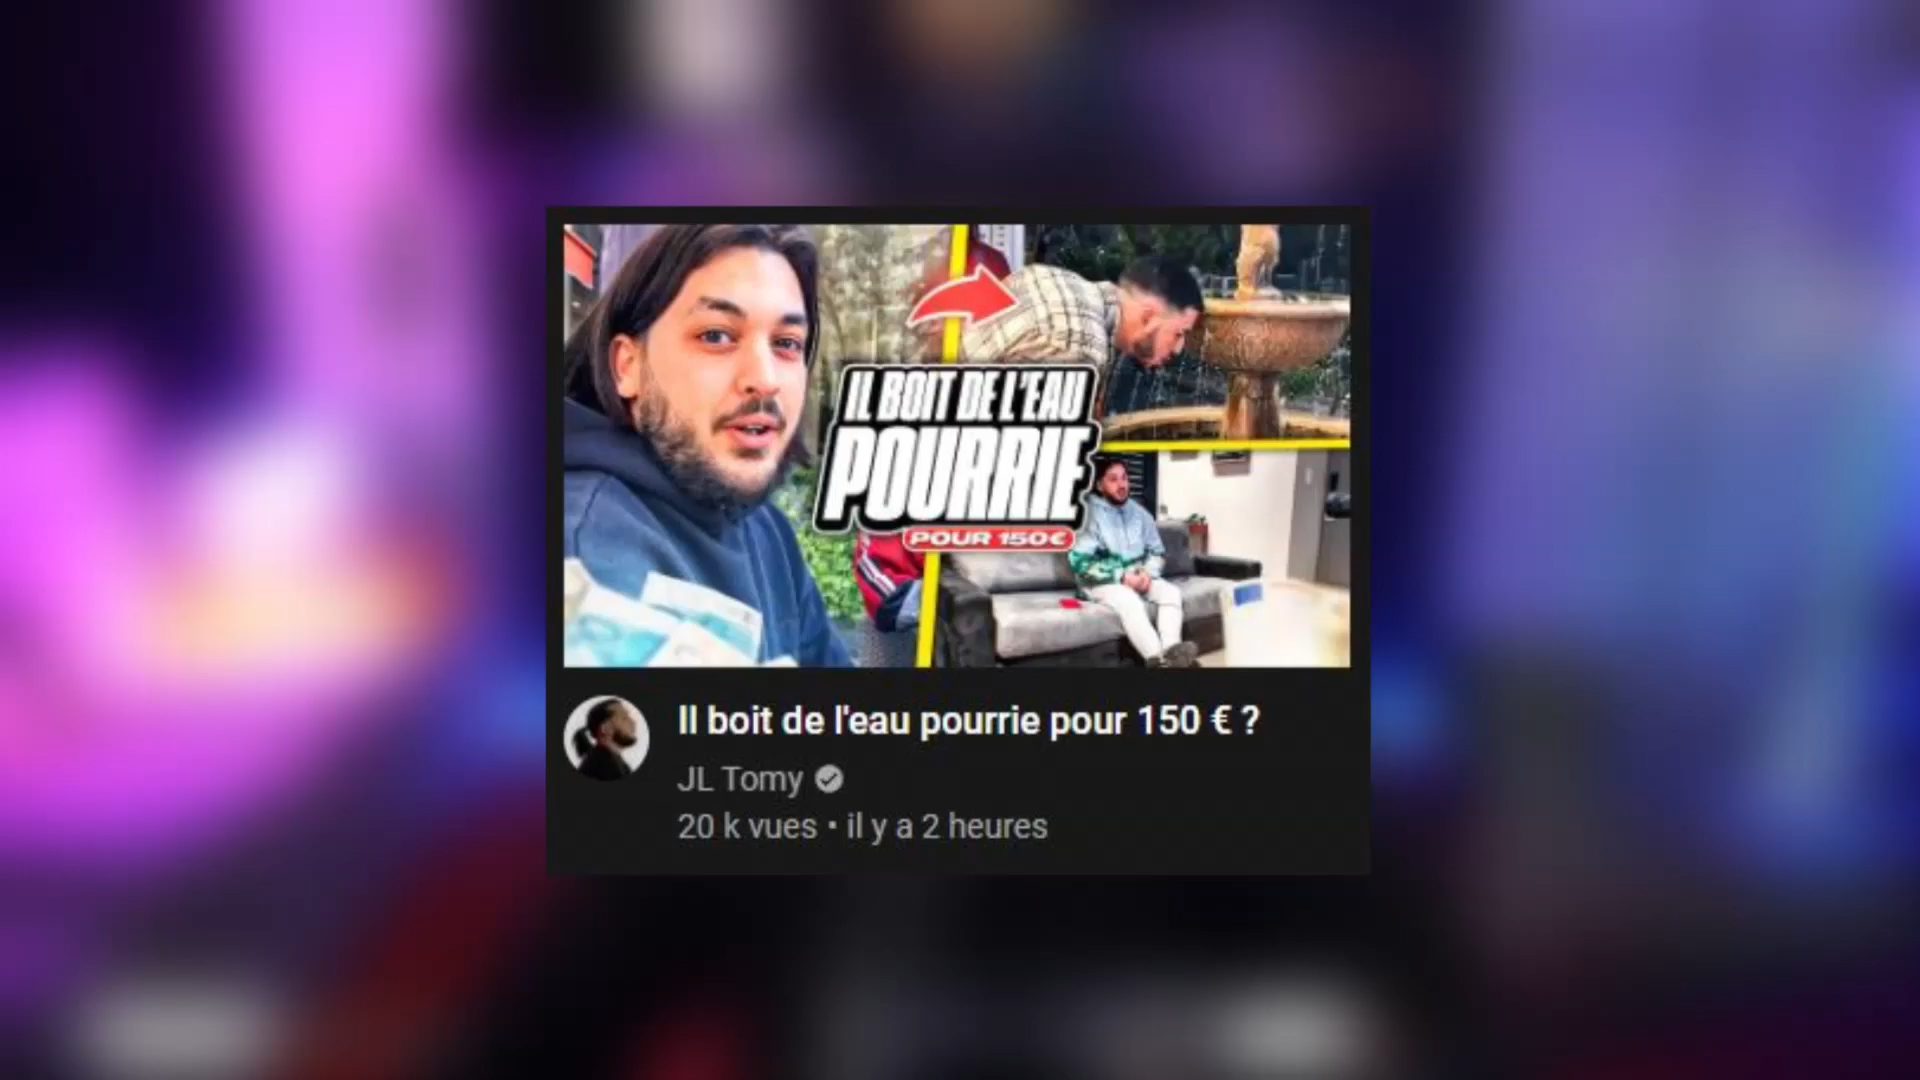 IL BOIT DE L'EAU
POURRIE
POUR 150€
Il boit de l'eau pourrie pour 150 € ?
JL Tomy
20 k vues • il y a 2 heures